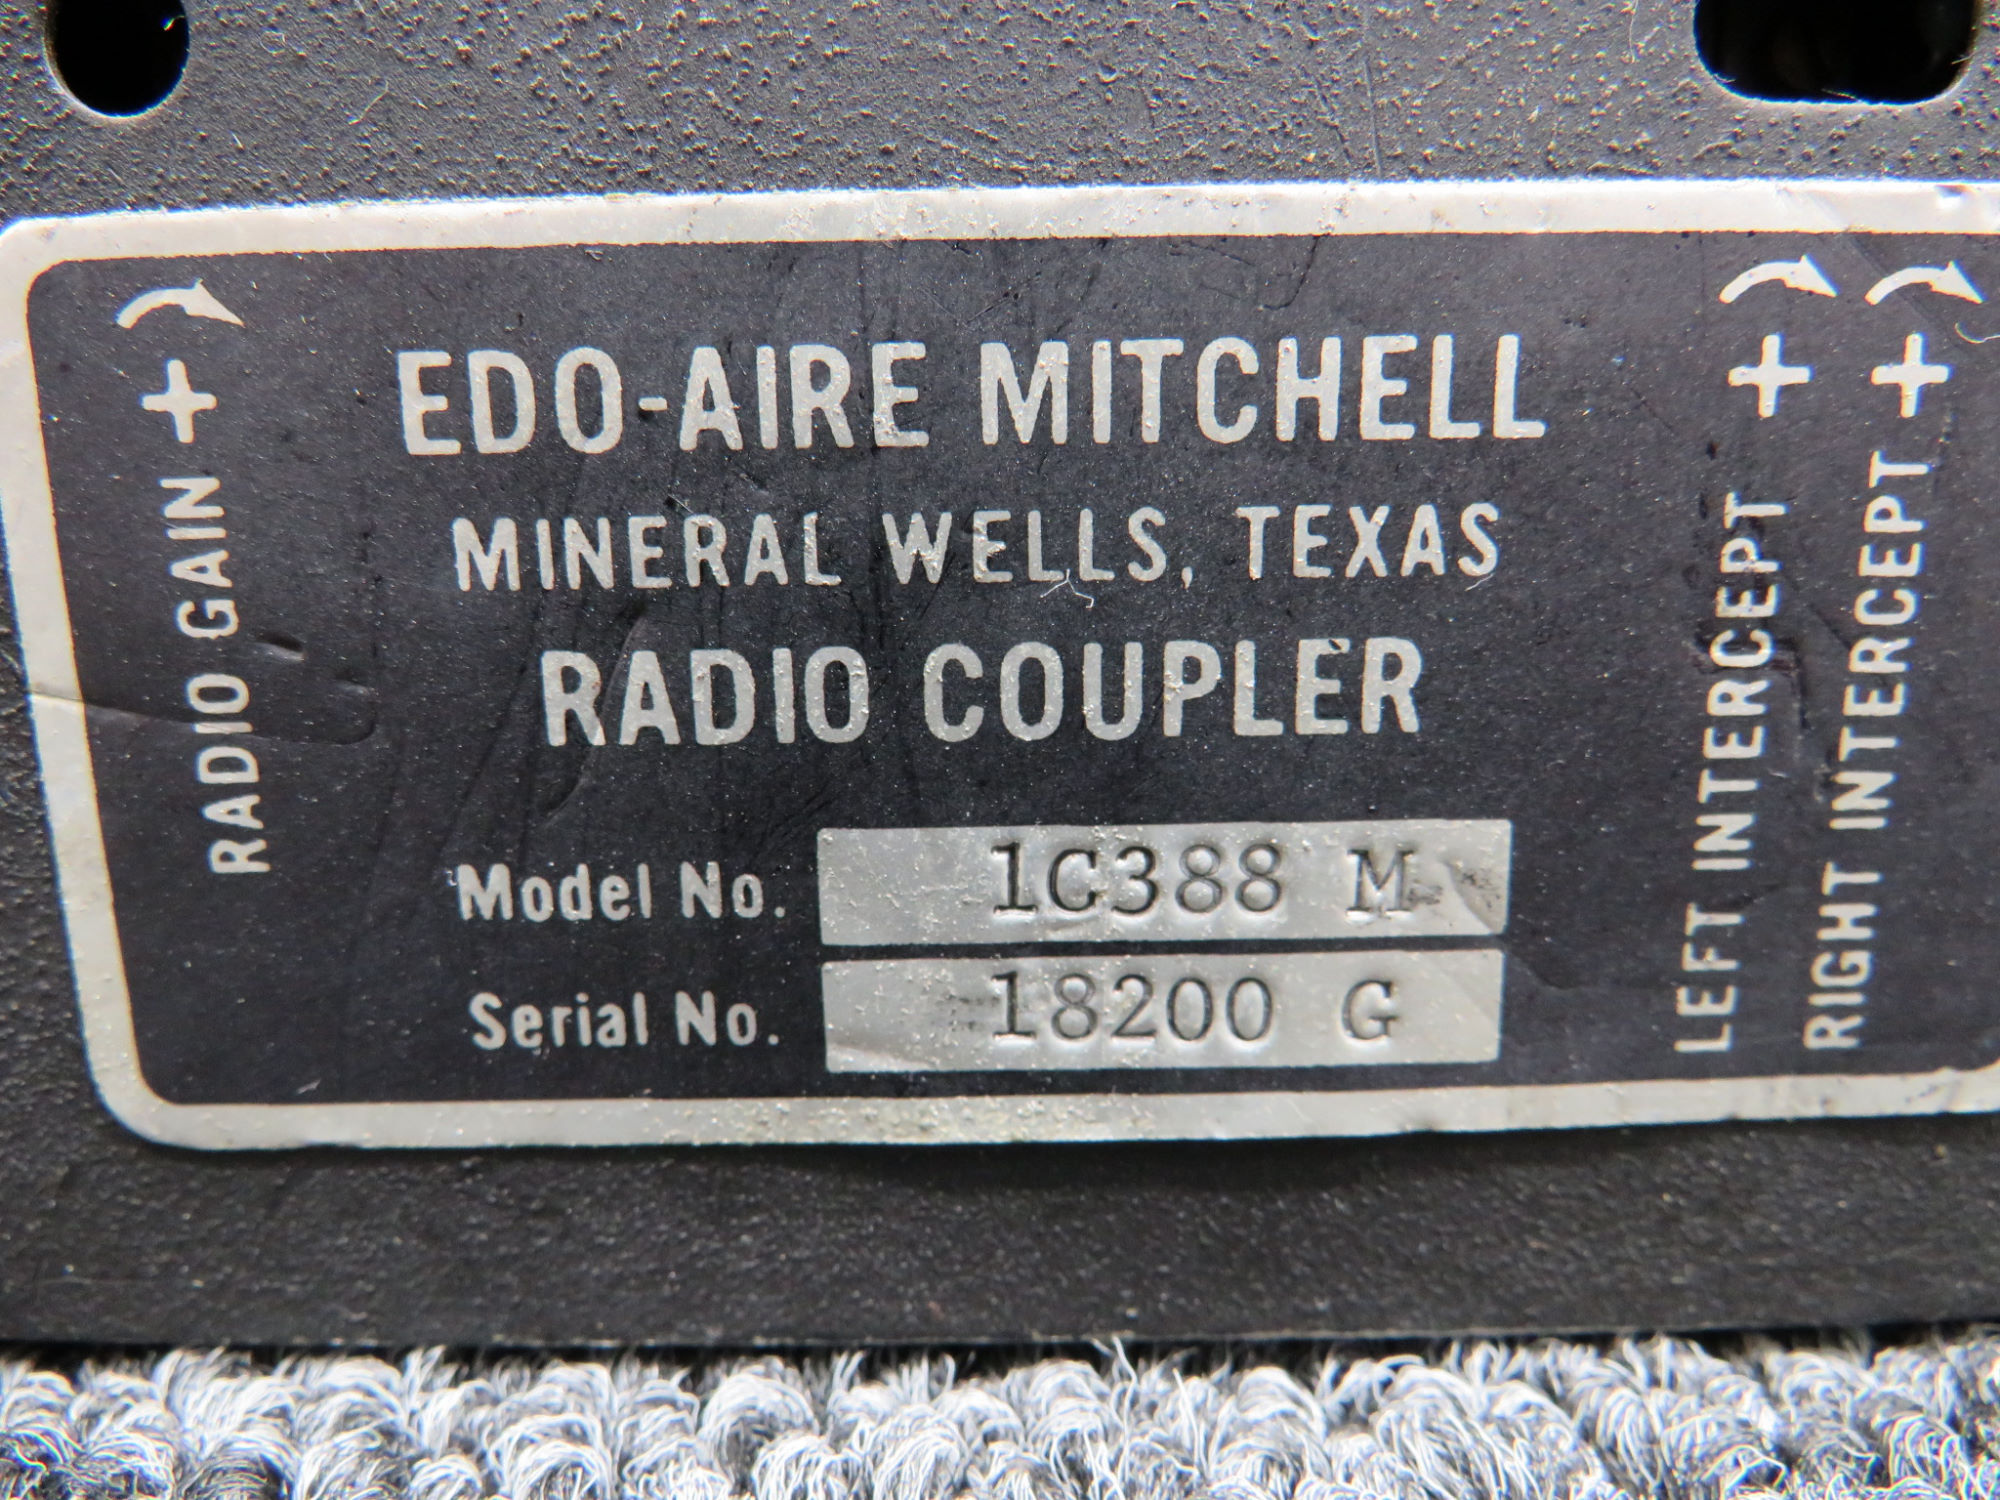 EDO-AIRE MITCHELL
MINERAL WELLS, TEXAS
RADIO COUPLER
Model No. 1C388 M
Serial No. 18200 G
RADIO GAIN +
LEFT INTERCEPT +
RIGHT INTERCEPT +